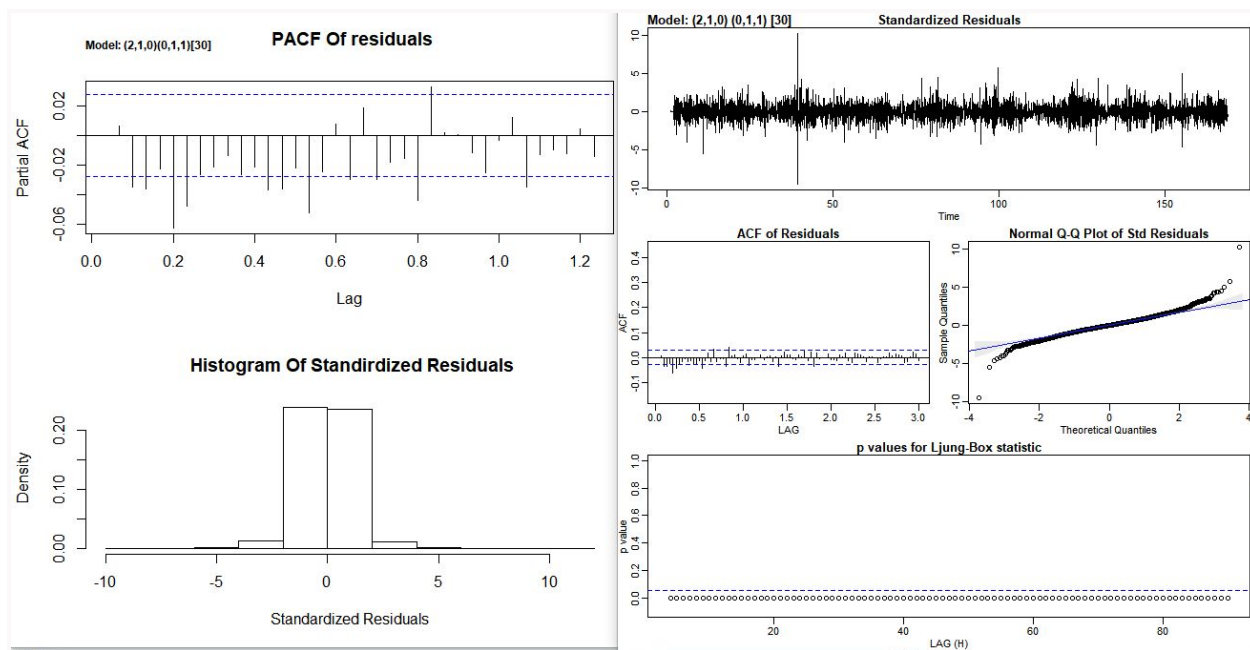 PACF Of residuals
Model: (2,1,0)(0,1,1)[30]
0.02
-0.02
-0.06
Partial ACF
0.0 0.2 0.4 0.6 0.8 1.0 1.2
Lag
Histogram Of Standirdized Residuals
0.20
0.10
0.00
Density
-10 -5 0 5 10
Standardized Residuals
Model: (2,1,0) (0,1,1) [30] Standardized Residuals
10
5
0
-5
-10
0 50 100 150
Time
ACF of Residuals
0.4
0.3
0.2
0.1
0.0
-0.1
ACF
0.0 0.5 1.0 1.5 2.0 2.5 3.0
LAG
Normal Q-Q Plot of Std Residuals
10
5
0
-5
-10
Sample Quantiles
-4 -2 0 2 4
Theoretical Quantiles
p values for Ljung-Box statistic
1.0
0.8
0.6
0.4
0.2
0.0
p value
20 40 60 80
LAG (H)